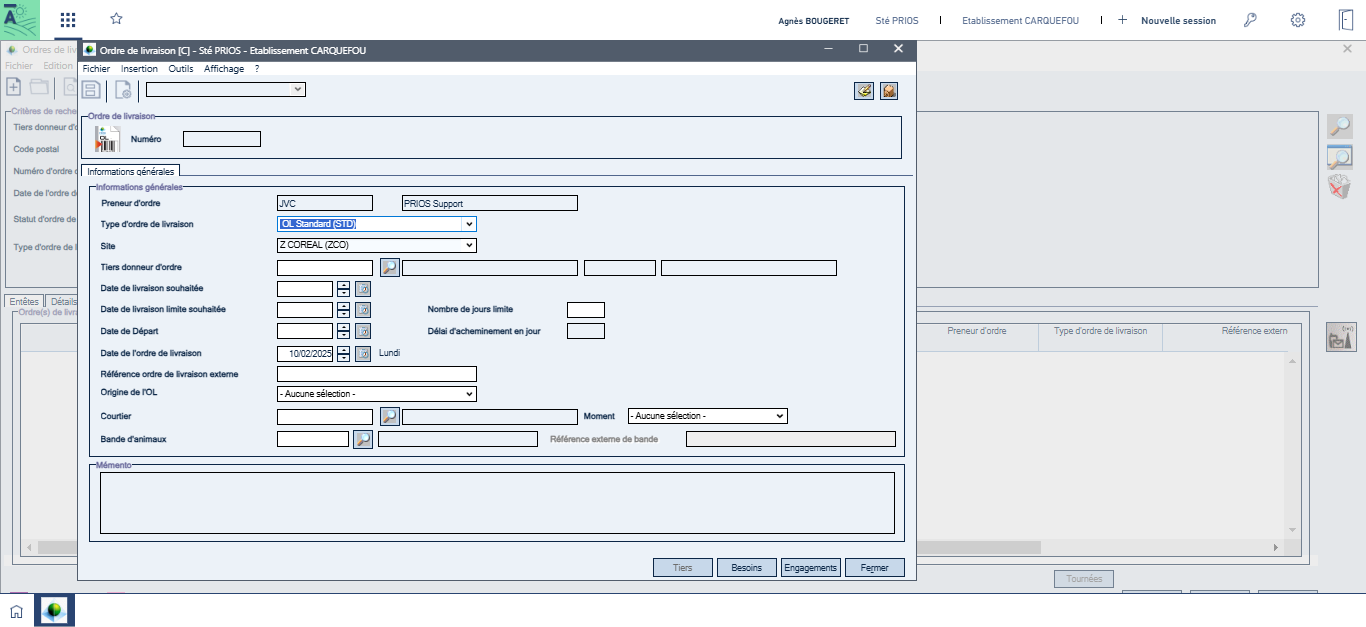 Agnès BOUGERET Sté PRIOS Etablissement CARQUEFOU + Nouvelle session
Ordres de liv
Ordre de livraison [C] - Sté PRIOS - Etablissement CARQUEFOU
Fichier Edition
Fichier Insertion Outils Affichage ?
Critères de reche
Tiers donneur d'o
Code postal
Numéro d'ordre d
Date de l'ordre d
Statut d'ordre de
Type d'ordre de l
Entêtes Détails
Ordre(s) de livra
Ordre de livraison
Numéro
Informations générales
Informations générales
Preneur d'ordre JVC PRIOS Support
Type d'ordre de livraison OL Standard (STD)
Site Z COREAL (ZCO)
Tiers donneur d'ordre
Date de livraison souhaitée
Date de livraison limite souhaitée Nombre de jours limite
Date de Départ Délai d'acheminement en jour
Date de l'ordre de livraison 10/02/2025 Lundi
Référence ordre de livraison externe
Origine de l'OL - Aucune sélection -
Courtier Moment - Aucune sélection -
Bande d'animaux Référence externe de bande
Mémento
Tiers Besoins Engagements Fermer
Preneur d'ordre Type d'ordre de livraison Référence extern
Tournées